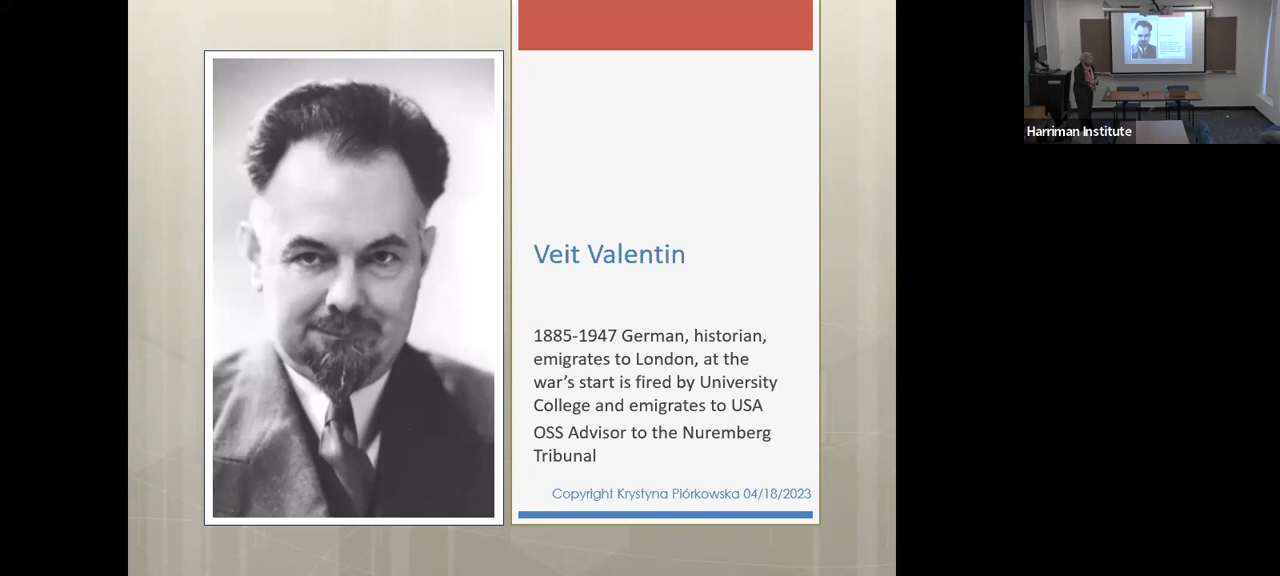 Harriman Institute
Veit Valentin
1885-1947 German, historian,
emigrates to London, at the
war's start is fired by University
College and emigrates to USA
OSS Advisor to the Nuremberg
Tribunal
Copyright Krystyna Piórkowska 04/18/2023